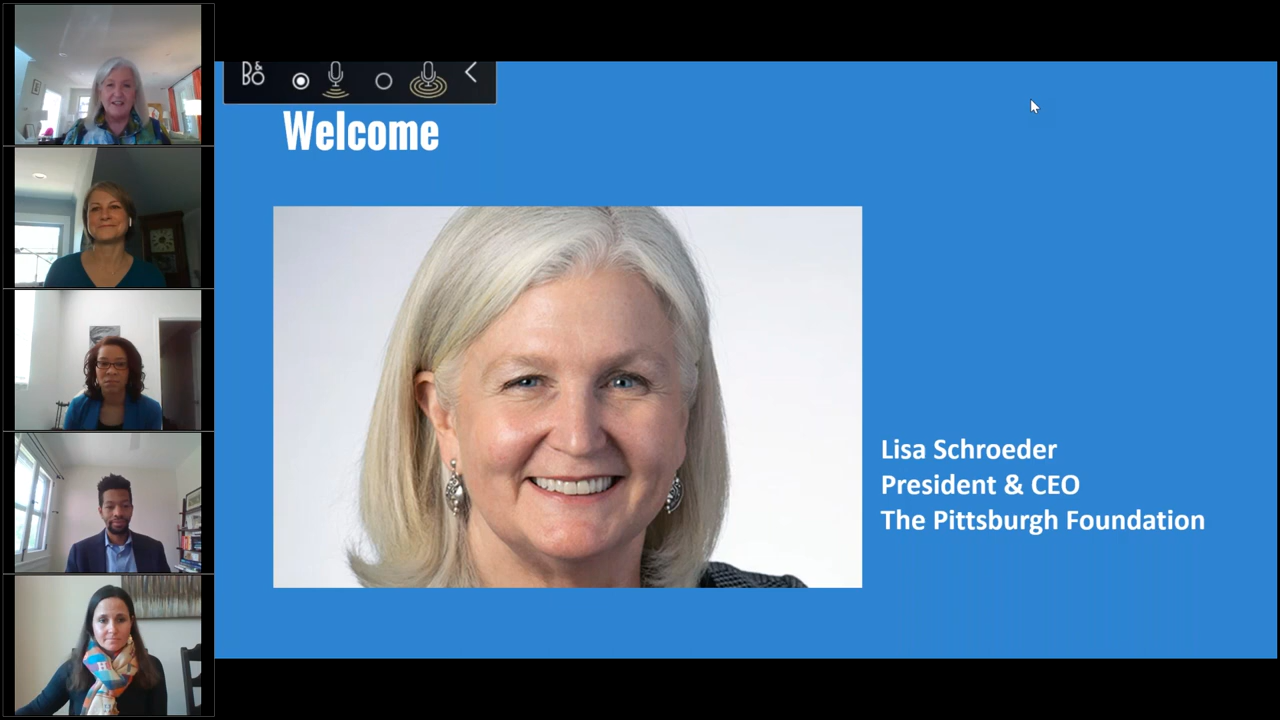 B&O
Welcome
Lisa Schroeder
President & CEO
The Pittsburgh Foundation